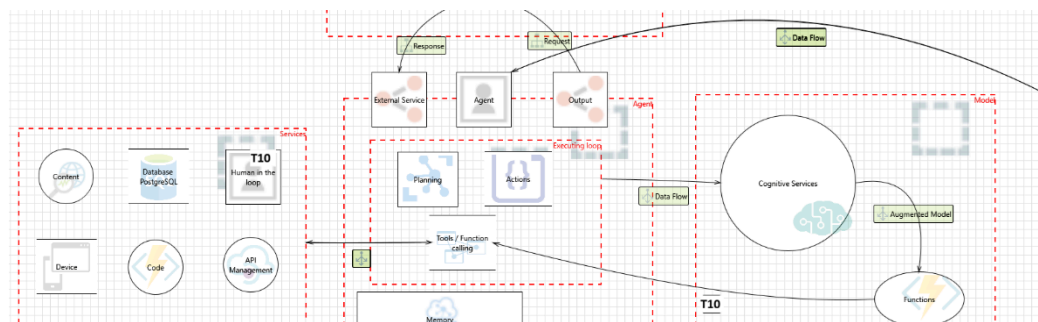 Response
Request
Data Flow
External Service
Agent
Output
Agent
Model
Services
Executing loop
T10
Content
Database
PostgreSQL
Human in the
loop
Planning
Actions
Cognitive Services
Data Flow
Augmented Model
Tools / Function
calling
Device
Code
API
Management
T10
Functions
Memory